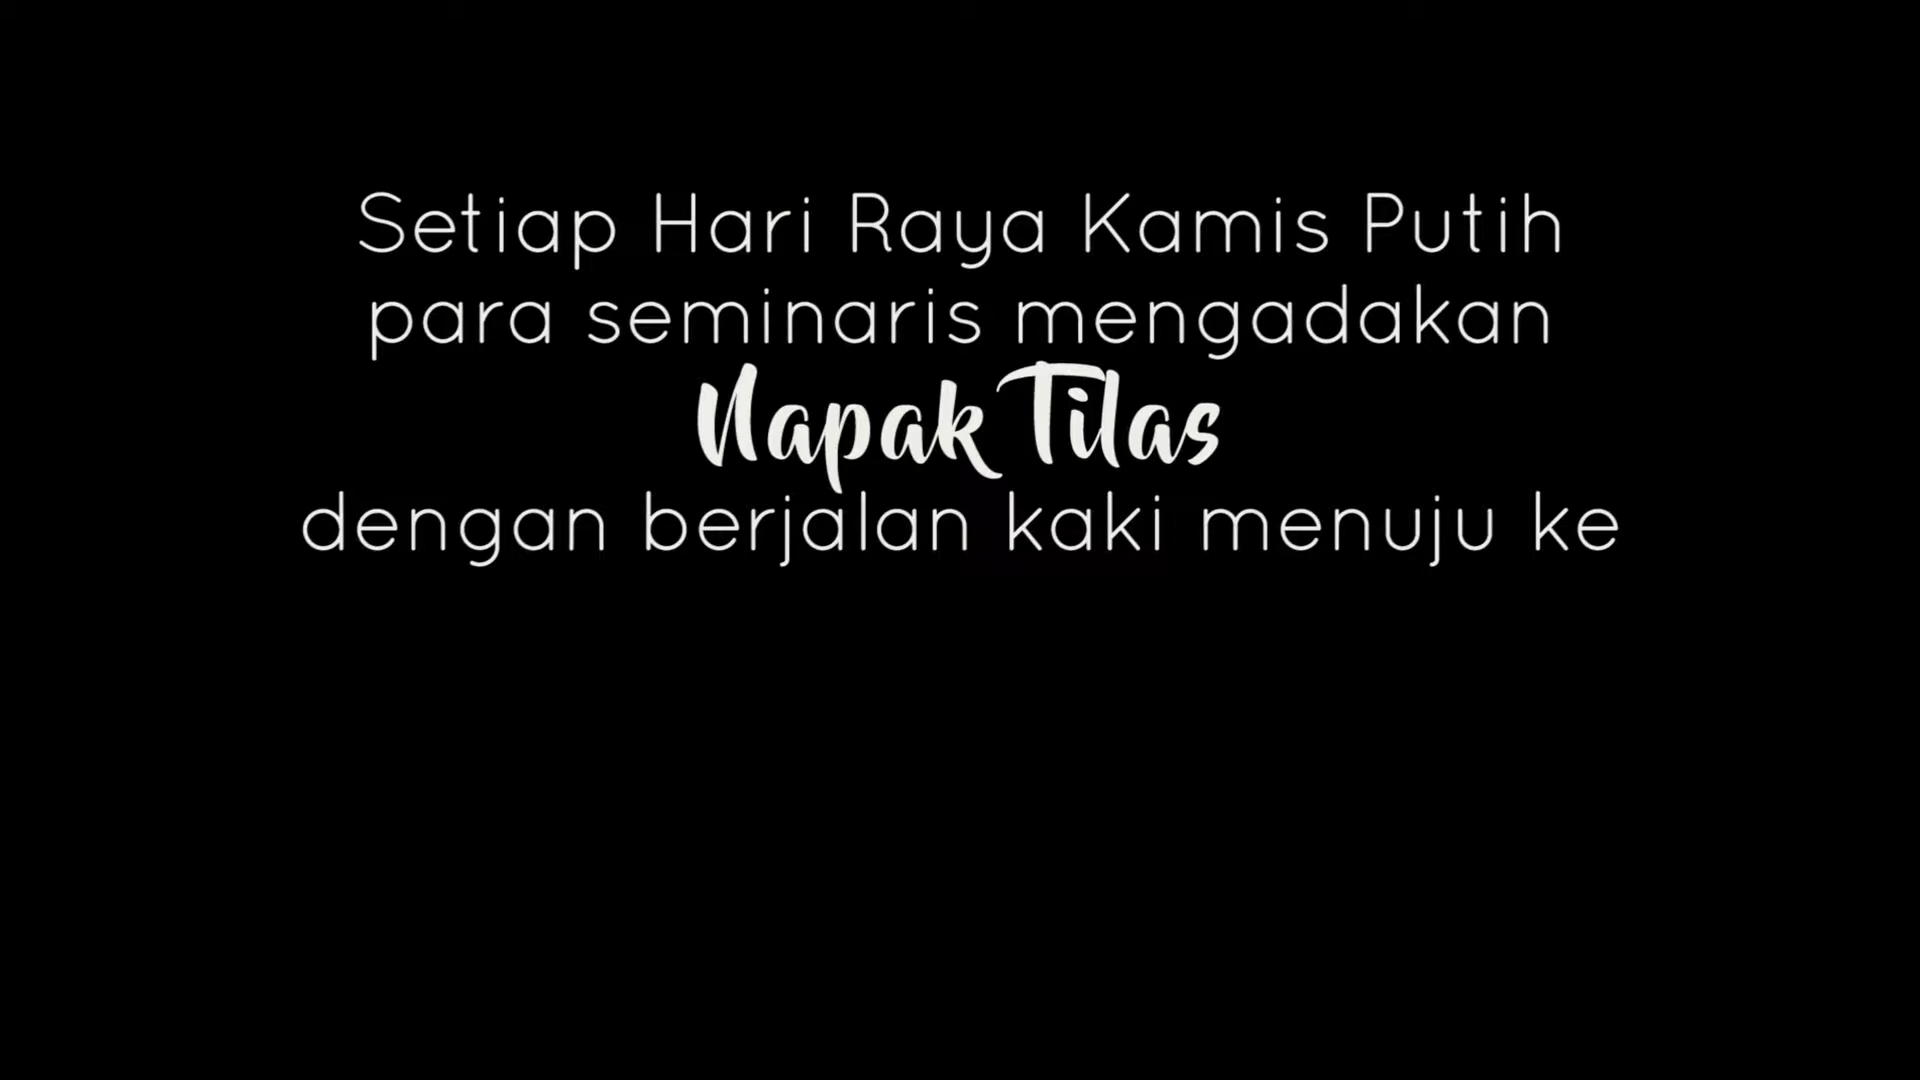 Setiap Hari Raya Kamis Putih
para seminaris mengadakan
Napak Tilas
dengan berjalan kaki menuju ke